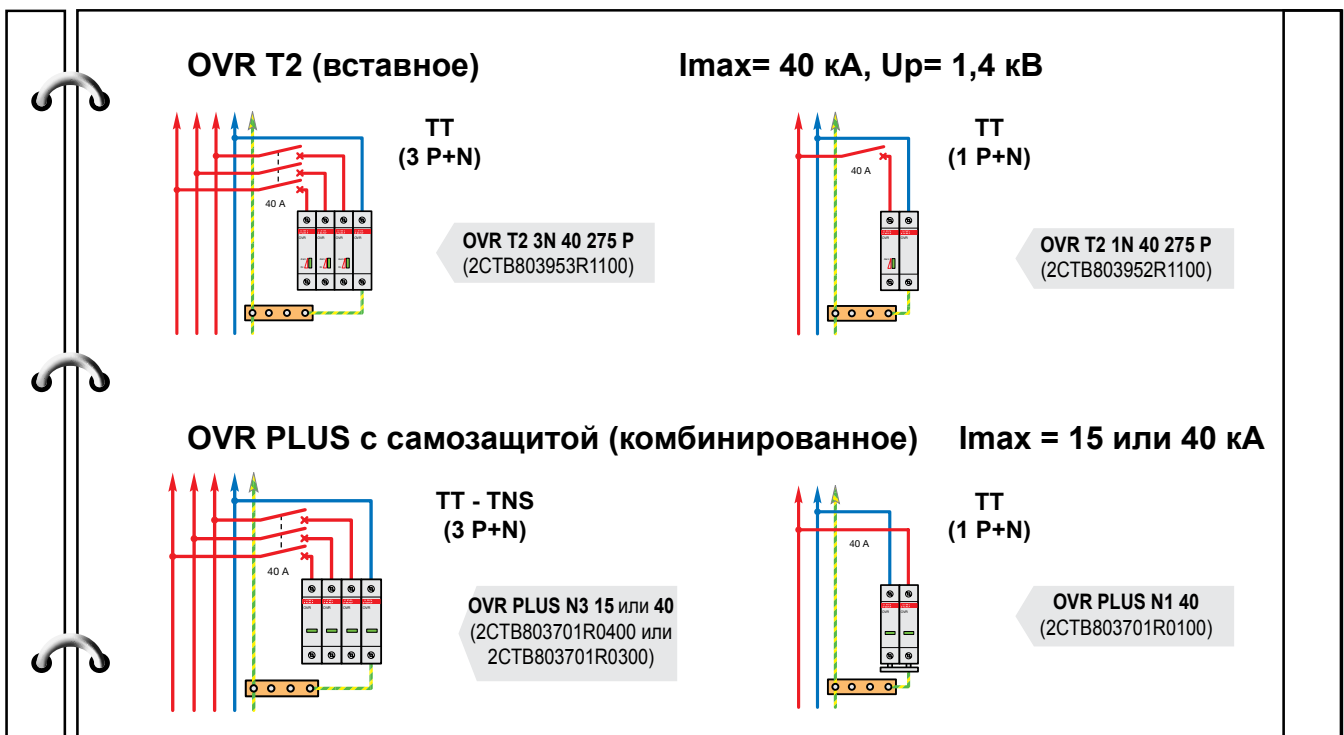 OVR T2 (вставное)
Imax= 40 кА, Up= 1,4 кВ
TT
(3 P+N)
40 A
OVR T2 3N 40 275 P
(2CTB803953R1100)
TT
(1 P+N)
40 A
OVR T2 1N 40 275 P
(2CTB803952R1100)
OVR PLUS с самозащитой (комбинированное)
Imax = 15 или 40 кА
TT - TNS
(3 P+N)
40 A
OVR PLUS N3 15 или 40
(2CTB803701R0400 или
2CTB803701R0300)
TT
(1 P+N)
40 A
OVR PLUS N1 40
(2CTB803701R0100)